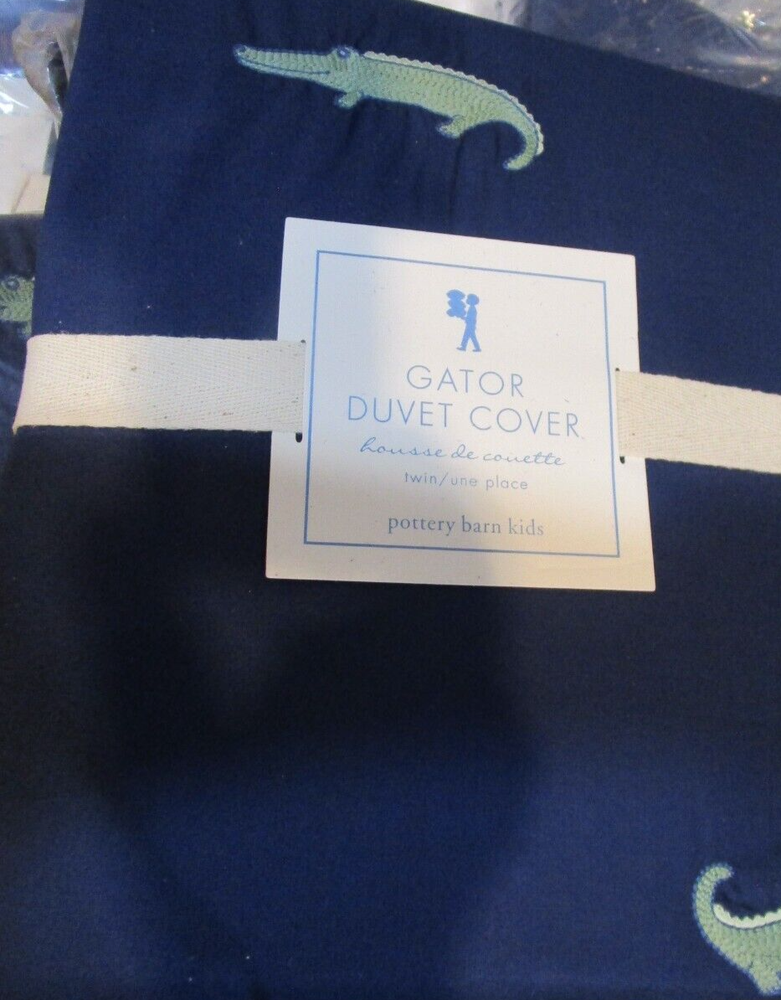 GATOR
DUVET COVER
housse de couette
twin/une place
pottery barn kids